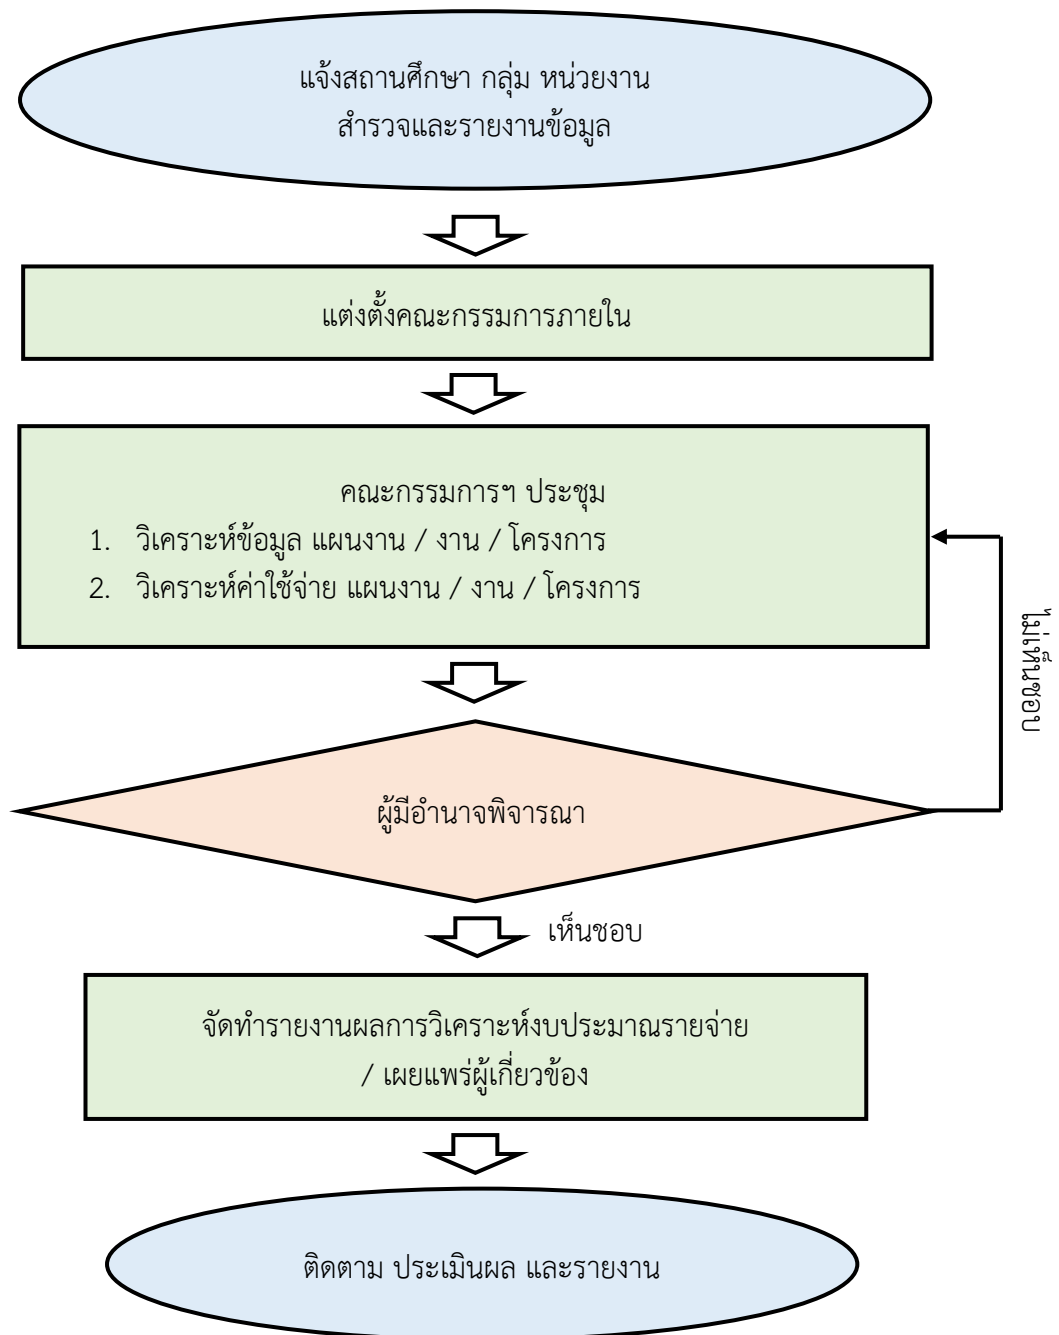 แจ้งสถานศึกษา กลุ่ม หน่วยงาน
สำรวจและรายงานข้อมูล
แต่งตั้งคณะกรรมการภายใน
คณะกรรมการฯ ประชุม
1. วิเคราะห์ข้อมูล แผนงาน / งาน / โครงการ
2. วิเคราะห์ค่าใช้จ่าย แผนงาน / งาน / โครงการ
ไม่เห็นชอบ
ผู้มีอำนาจพิจารณา
เห็นชอบ
จัดทำรายงานผลการวิเคราะห์งบประมาณรายจ่าย
/ เผยแพร่ผู้เกี่ยวข้อง
ติดตาม ประเมินผล และรายงาน